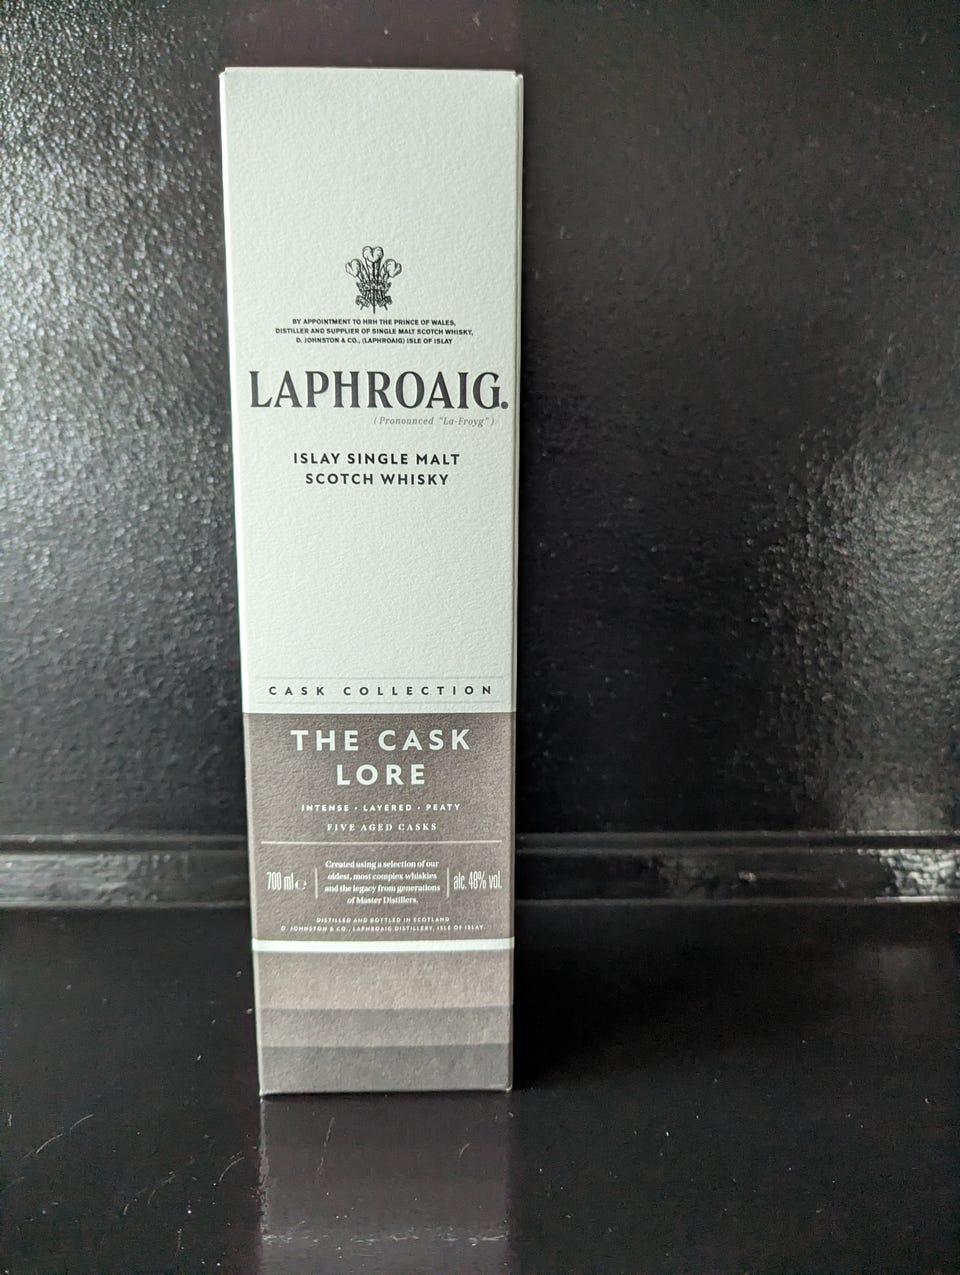 BY APPOINTMENT TO HRH THE PRINCE OF WALES,
DISTILLER AND SUPPLIER OF SINGLE MALT SCOTCH WHISKY,
D. JOHNSTON & CO., (LAPHROAIG) ISLE OF ISLAY
LAPHROAIG.
(Pronounced "La-Froyg")
ISLAY SINGLE MALT
SCOTCH WHISKY
CASK COLLECTION
THE CASK
LORE
INTENSE · LAYERED · PEATY
FIVE AGED CASKS
700 ml e
Created using a selection of our
oldest, most complex whiskies
and the legacy from generations
of Master Distillers.
alc. 48% vol.
DISTILLED AND BOTTLED IN SCOTLAND
D. JOHNSTON & CO., LAPHROAIG DISTILLERY, ISLE OF ISLAY.